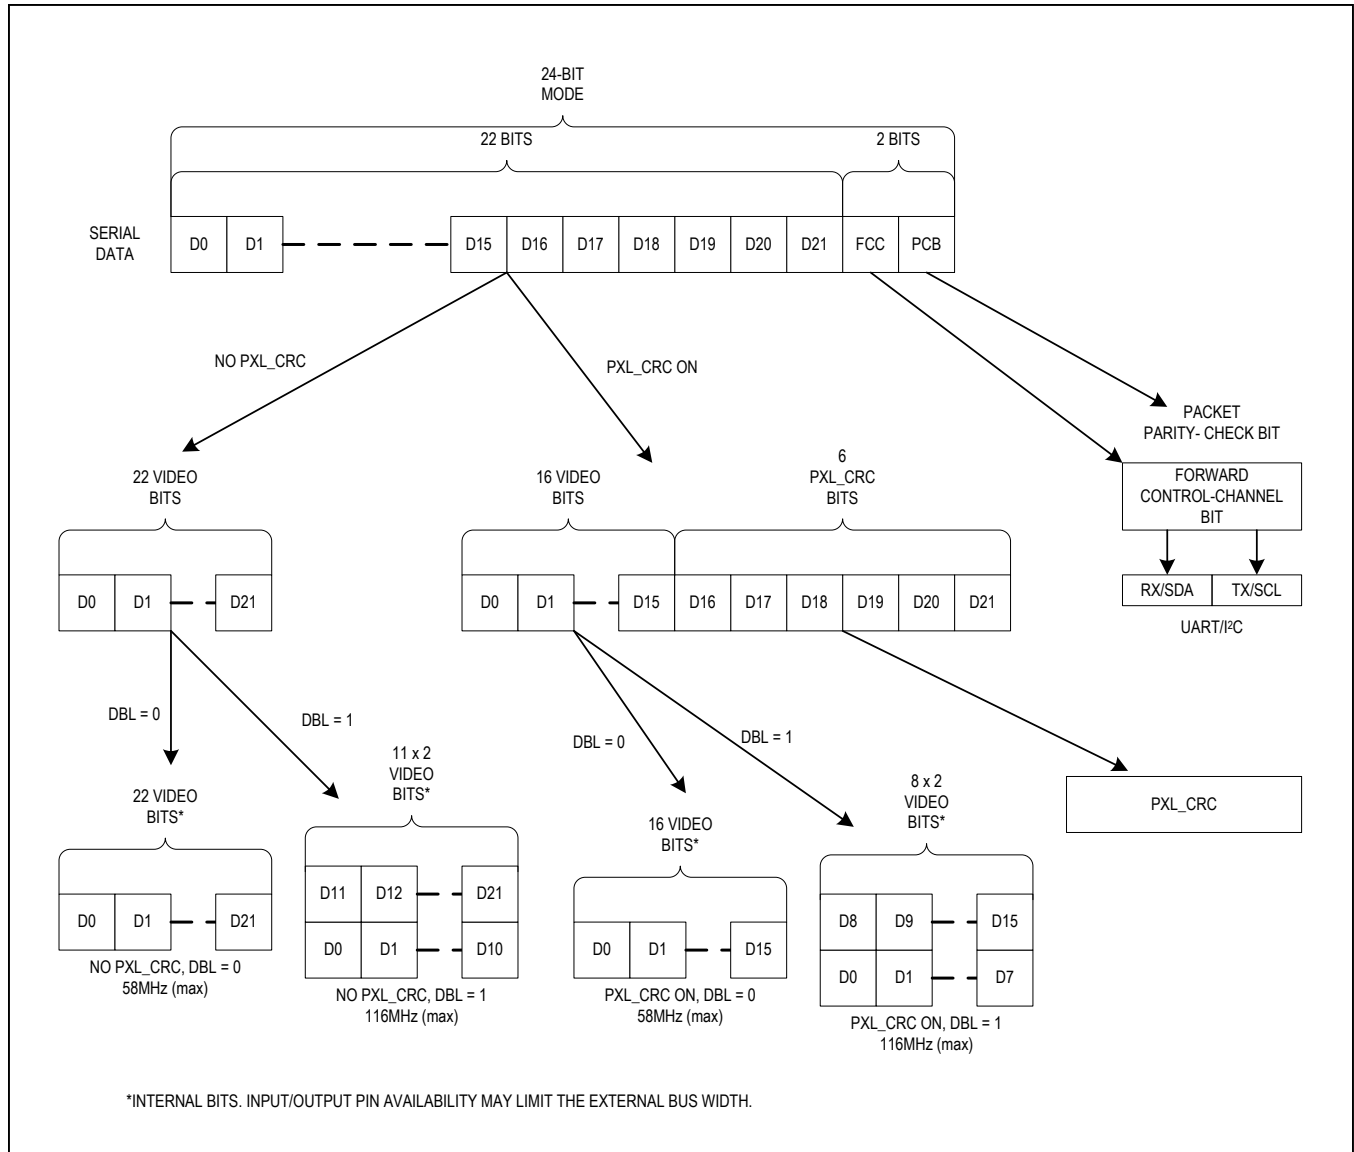 24-BIT
MODE
22 BITS
2 BITS
SERIAL
DATA
D0
D1
D15
D16
D17
D18
D19
D20
D21
FCC
PCB
NO PXL_CRC
PXL_CRC ON
PACKET
PARITY- CHECK BIT
FORWARD
CONTROL-CHANNEL
BIT
RX/SDA
TX/SCL
UART/I²C
22 VIDEO
BITS
D0
D1
D21
16 VIDEO
BITS
6
PXL_CRC
BITS
D0
D1
D15
D16
D17
D18
D19
D20
D21
DBL = 0
DBL = 1
DBL = 0
DBL = 1
PXL_CRC
22 VIDEO
BITS*
D0
D1
D21
NO PXL_CRC, DBL = 0
58MHz (max)
11 x 2
VIDEO
BITS*
D11
D12
D21
D0
D1
D10
NO PXL_CRC, DBL = 1
116MHz (max)
16 VIDEO
BITS*
D0
D1
D15
PXL_CRC ON, DBL = 0
58MHz (max)
8 x 2
VIDEO
BITS*
D8
D9
D15
D0
D1
D7
PXL_CRC ON, DBL = 1
116MHz (max)
*INTERNAL BITS. INPUT/OUTPUT PIN AVAILABILITY MAY LIMIT THE EXTERNAL BUS WIDTH.